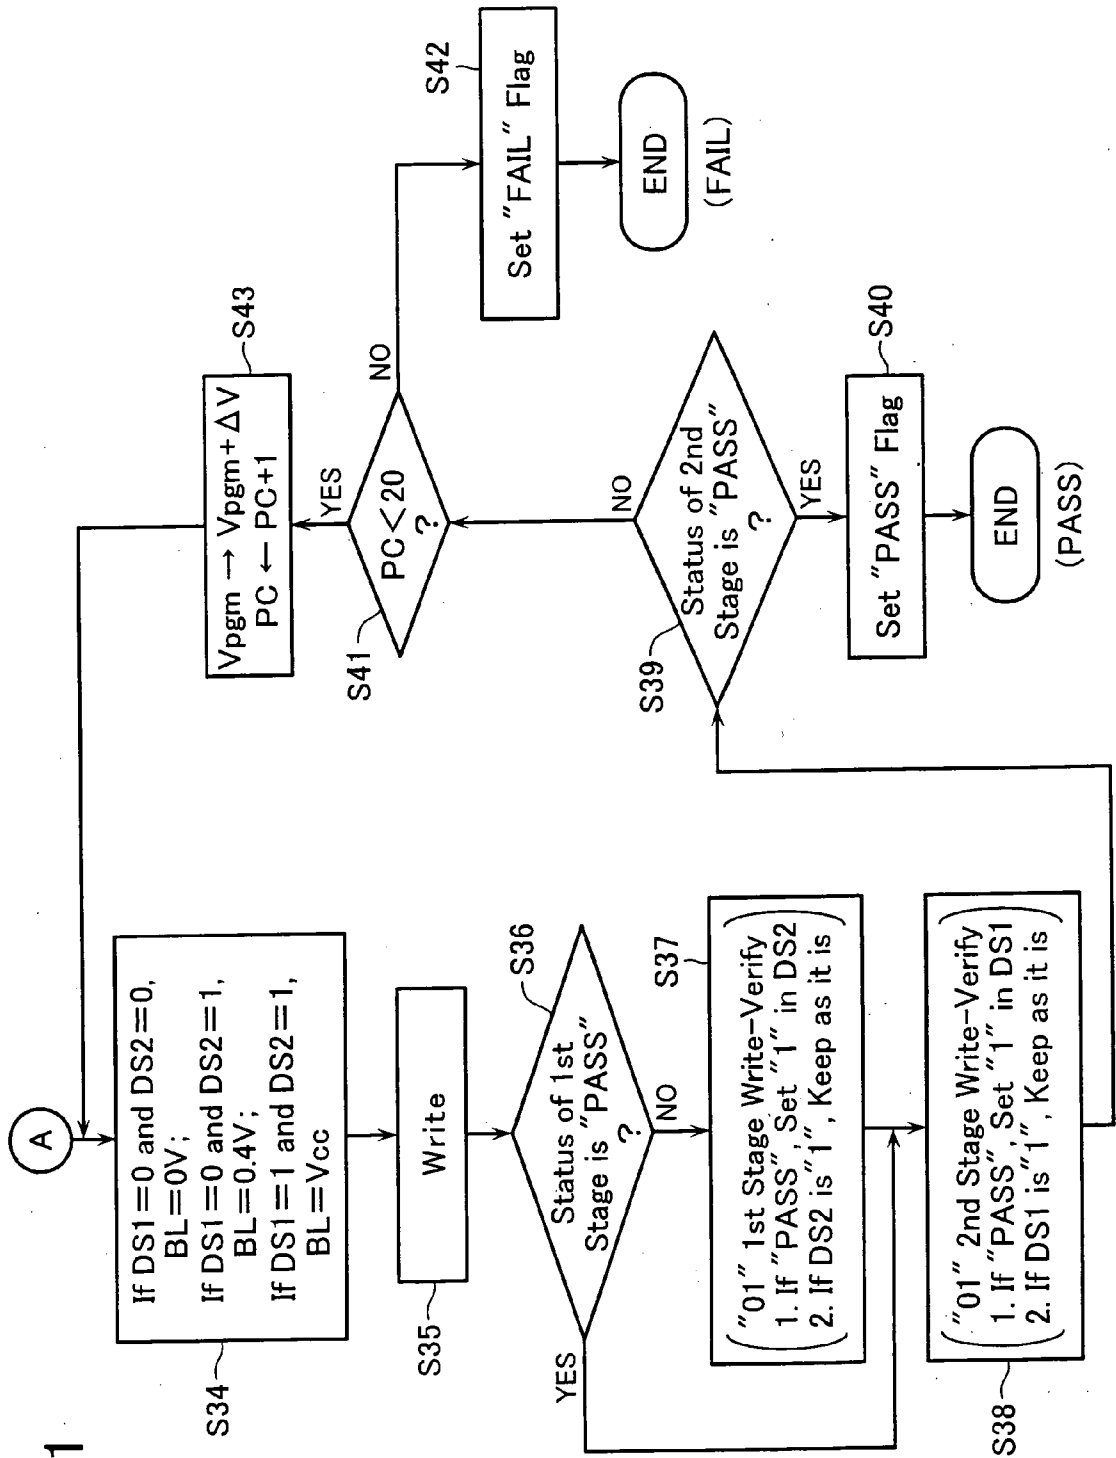 1
A
If DS1=0 and DS2=0,
BL=0V;
If DS1=0 and DS2=1,
BL=0.4V;
If DS1=1 and DS2=1,
BL=Vcc
S34
Write
S35
Status of 1st
Stage is "PASS"
?
S36
YES
NO
"01" 1st Stage Write-Verify
1. If "PASS", Set "1" in DS2
2. If DS2 is "1", Keep as it is
S37
"01" 2nd Stage Write-Verify
1. If "PASS", Set "1" in DS1
2. If DS1 is "1", Keep as it is
S38
Vpgm → Vpgm+ΔV
PC ← PC+1
S43
YES
PC<20
?
S41
NO
NO
Status of 2nd
Stage is "PASS"
?
S39
YES
Set "PASS" Flag
S40
END
(PASS)
Set "FAIL" Flag
S42
END
(FAIL)